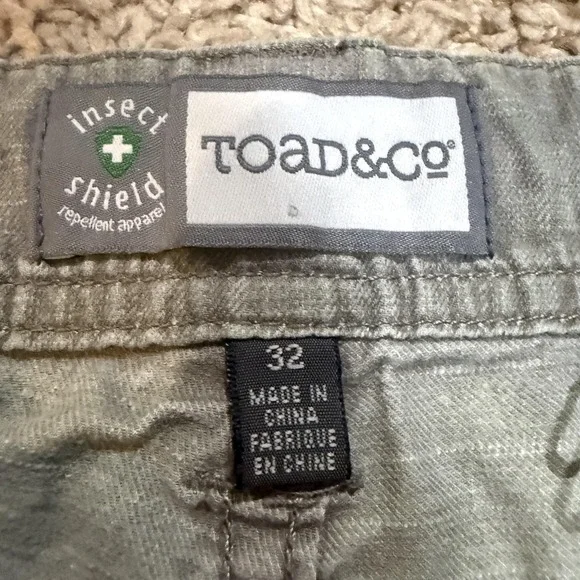 insect
shield
repellent apparel
TOaD&Co®
32
MADE IN
CHINA
FABRIQUE
EN CHINE